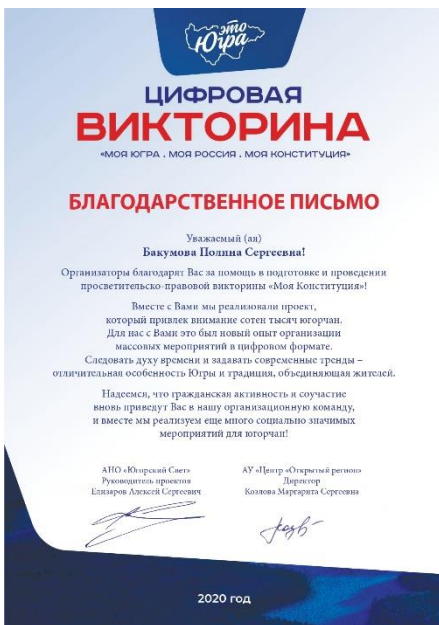 это
Югра
ЦИФРОВАЯ
ВИКТОРИНА
«МОЯ ЮГРА . МОЯ РОССИЯ . МОЯ КОНСТИТУЦИЯ»
БЛАГОДАРСТВЕННОЕ ПИСЬМО
Уважаемый (ая)
Бакумова Полина Сергеевна!
Организаторы благодарят Вас за помощь в подготовке и проведении
просветительско-правовой викторины «Моя Конституция»!
Вместе с Вами мы реализовали проект,
который привлек внимание сотен тысяч югорчан.
Для нас с Вами это был новый опыт организации
массовых мероприятий в цифровом формате.
Следовать духу времени и задавать современные тренды –
отличительная особенность Югры и традиция, объединяющая жителей.
Надеемся, что гражданская активность и соучастие
вновь приведут Вас в нашу организационную команду,
и вместе мы реализуем еще много социально значимых
мероприятий для югорчан!
АНО «Югорский Свет»
Руководитель проектов
Елизаров Алексей Сергеевич
АУ «Центр «Открытый регион»
Директор
Козлова Маргарита Сергеевна
2020 год